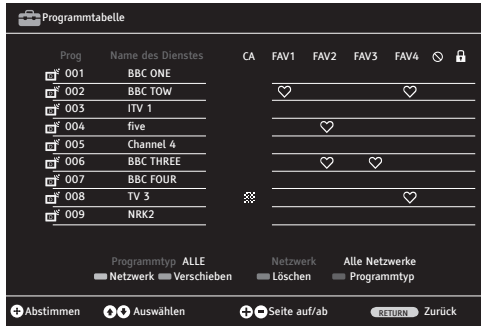 Programmtabelle
Prog Name des Dienstes CA FAV1 FAV2 FAV3 FAV4
001 BBC ONE
002 BBC TOW
003 ITV 1
004 five
005 Channel 4
006 BBC THREE
007 BBC FOUR
008 TV 3
009 NRK2
Programmtyp ALLE Netzwerk Alle Netzwerke
Netzwerk Verschieben Löschen Programmtyp
Abstimmen Auswählen Seite auf/ab RETURN Zurück